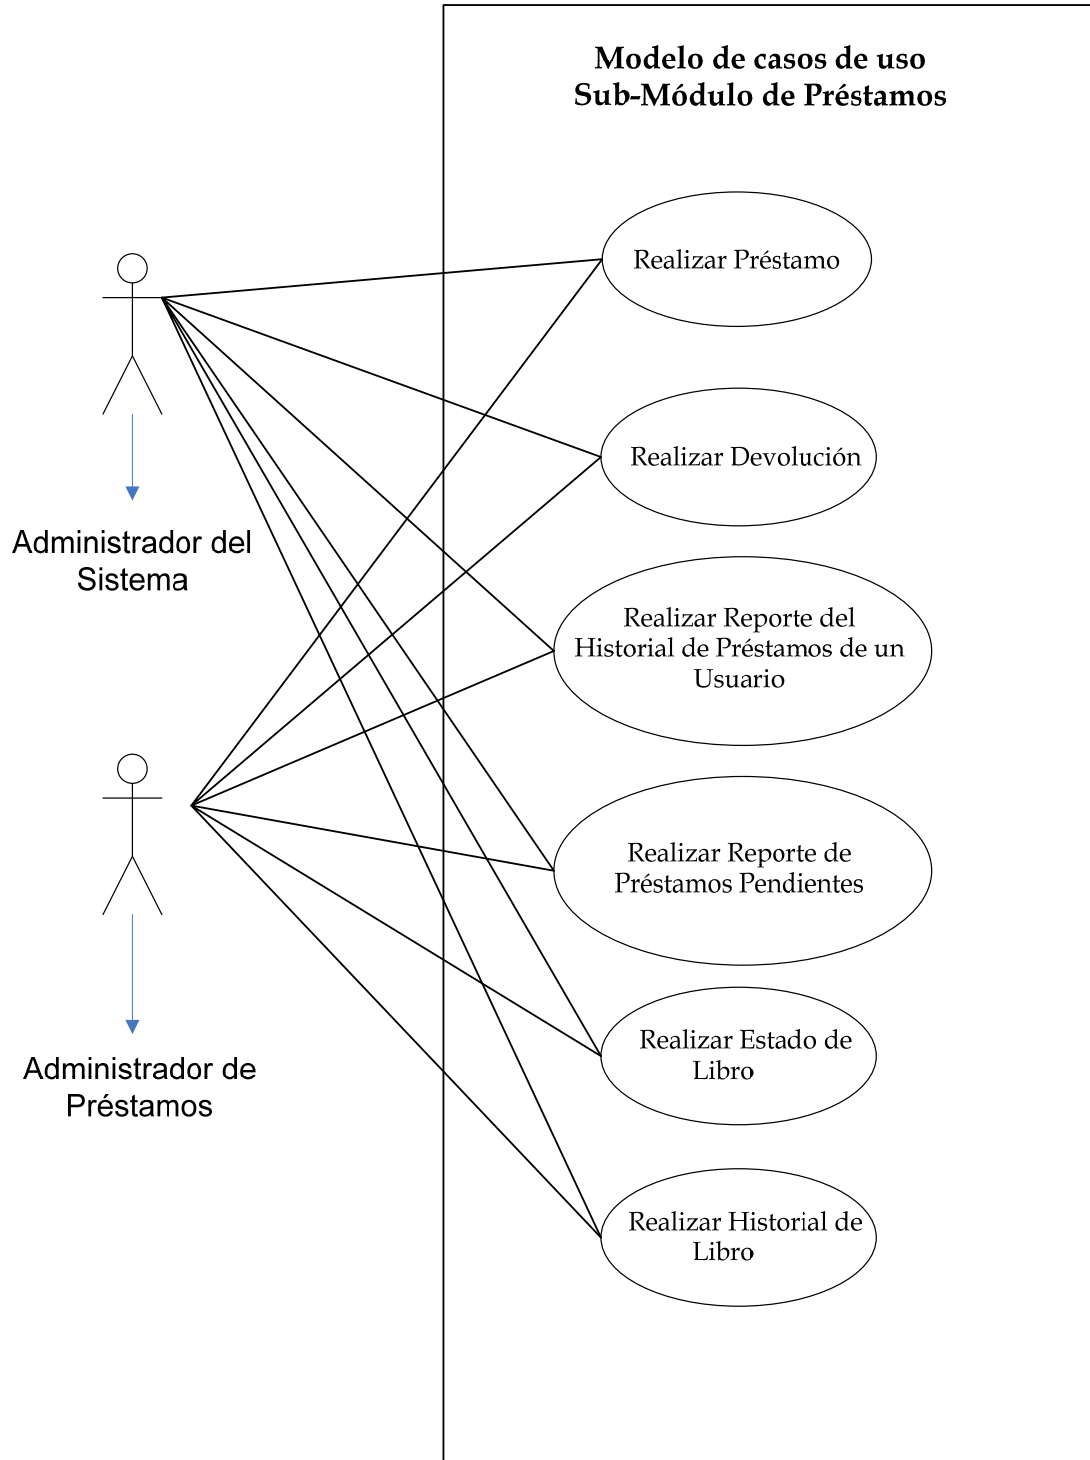 Modelo de casos de uso
Sub-Módulo de Préstamos
Realizar Préstamo
Realizar Devolución
Administrador del
Sistema
Realizar Reporte del
Historial de Préstamos de un
Usuario
Realizar Reporte de
Préstamos Pendientes
Realizar Estado de
Libro
Administrador de
Préstamos
Realizar Historial de
Libro